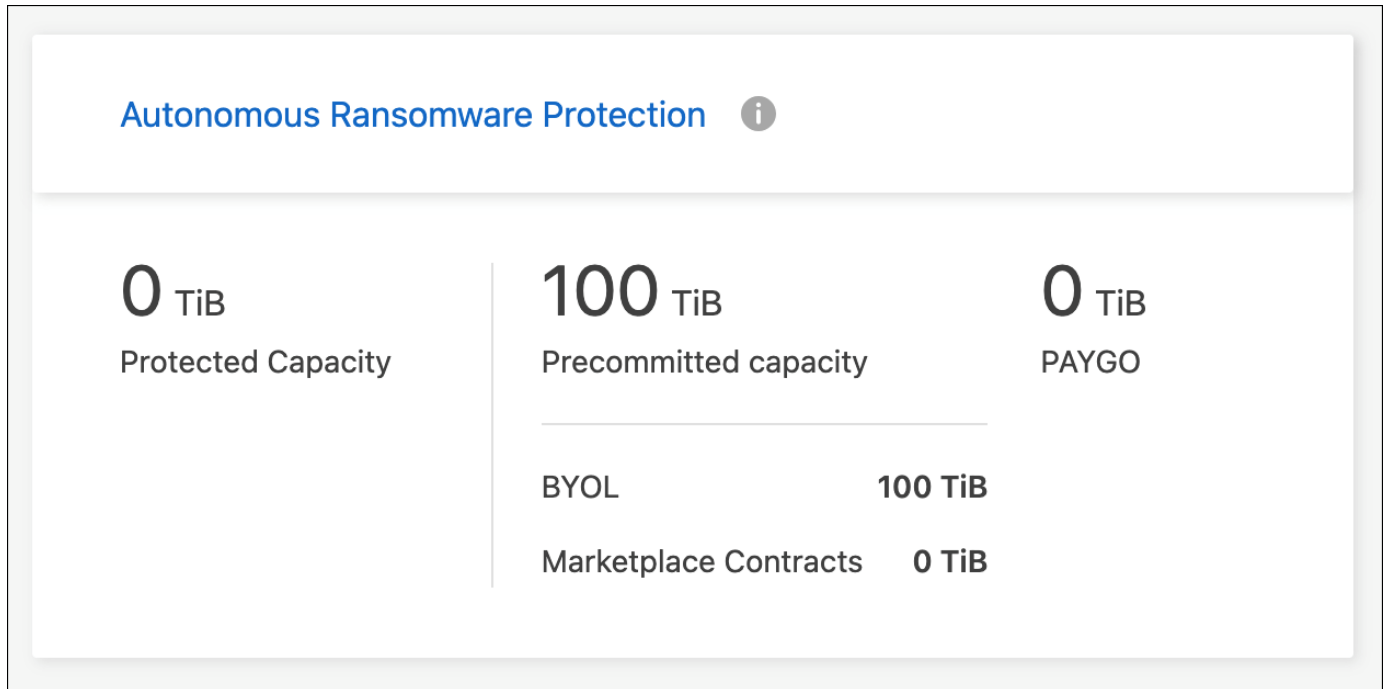 Autonomous Ransomware Protection
0 TiB
Protected Capacity
100 TiB
Precommitted capacity
BYOL 100 TiB
Marketplace Contracts 0 TiB
0 TiB
PAYGO